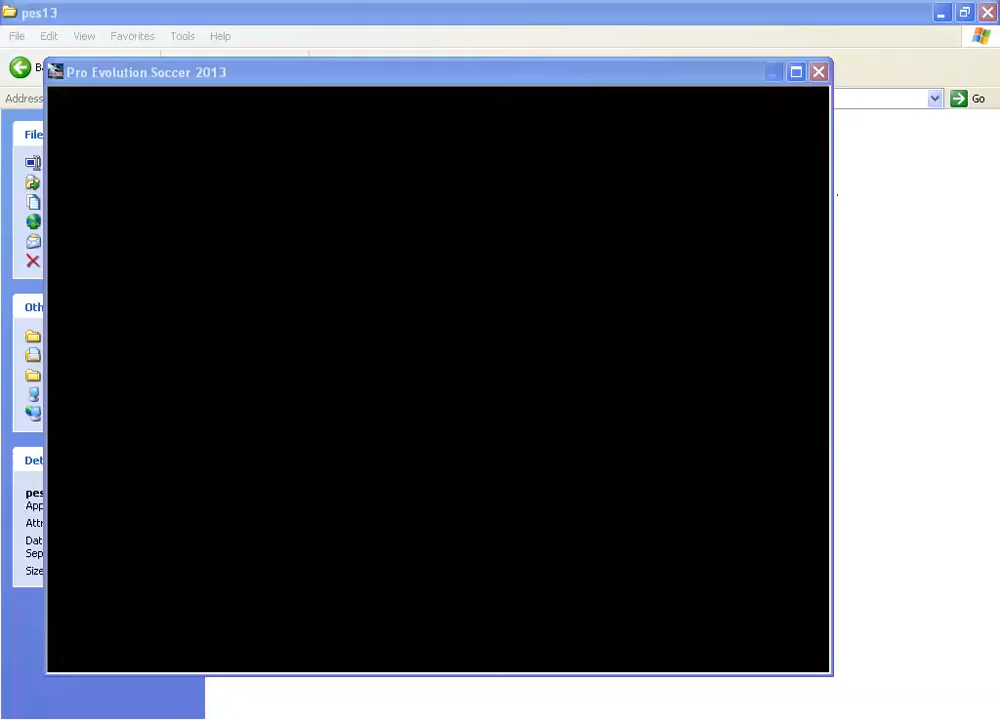 pes13
File Edit View Favorites Tools Help
B
Pro Evolution Soccer 2013
Address
Go
File
Oth
Det
pes
App
Attr
Dat
Sep
Size